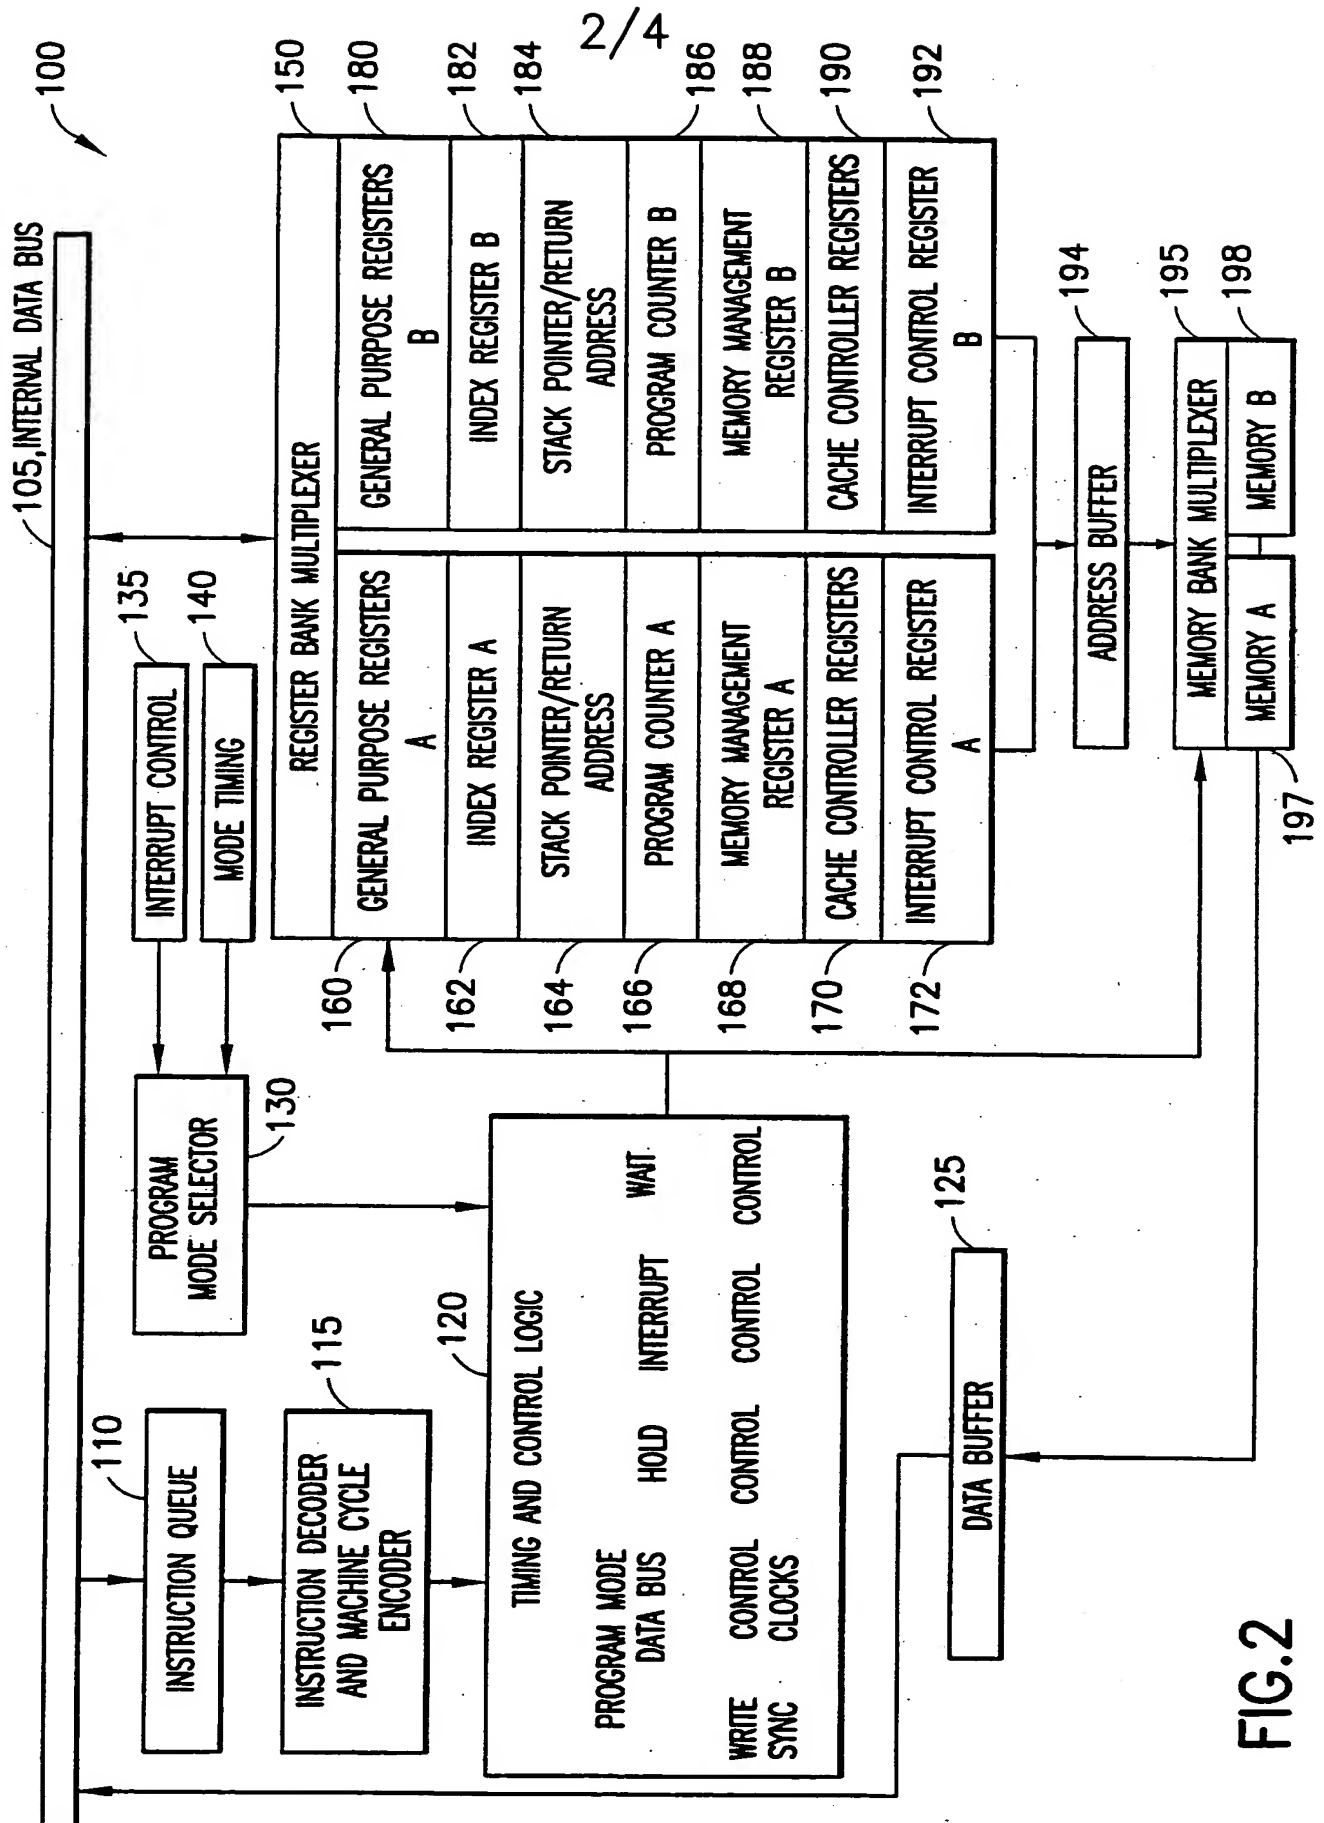 2/4
100
105,INTERNAL DATA BUS
110
INSTRUCTION QUEUE
115
INSTRUCTION DECODER
AND MACHINE CYCLE
ENCODER
PROGRAM
MODE SELECTOR
130
INTERRUPT CONTROL
135
MODE TIMING
140
120
TIMING AND CONTROL LOGIC
PROGRAM MODE
DATA BUS HOLD INTERRUPT WAIT
WRITE CONTROL CONTROL CONTROL CONTROL
SYNC CLOCKS
REGISTER BANK MULTIPLEXER
150
160
GENERAL PURPOSE REGISTERS
A
GENERAL PURPOSE REGISTERS
B
180
162
INDEX REGISTER A
INDEX REGISTER B
182
164
STACK POINTER/RETURN
ADDRESS
STACK POINTER/RETURN
ADDRESS
184
166
PROGRAM COUNTER A
PROGRAM COUNTER B
186
168
MEMORY MANAGEMENT
REGISTER A
MEMORY MANAGEMENT
REGISTER B
188
170
CACHE CONTROLLER REGISTERS
CACHE CONTROLLER REGISTERS
190
172
INTERRUPT CONTROL REGISTER
A
INTERRUPT CONTROL REGISTER
B
192
125
DATA BUFFER
ADDRESS BUFFER
194
MEMORY BANK MULTIPLEXER
195
197
MEMORY A
MEMORY B
198
FIG.2